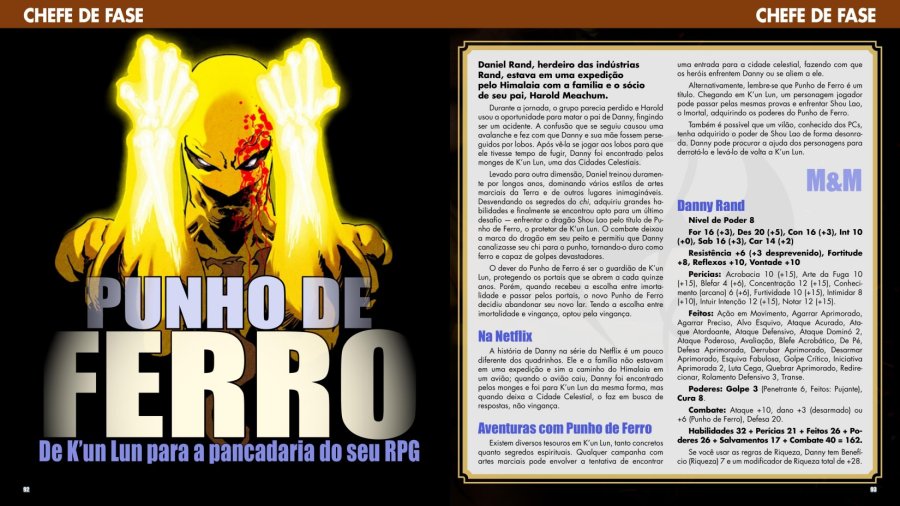 CHEFE DE FASE
PUNHO DE
FERRO
De K’un Lun para a pancadaria do seu RPG
92
CHEFE DE FASE
Daniel Rand, herdeiro das indústrias
Rand, estava em uma expedição
pelo Himalaia com a família e o sócio
de seu pai, Harold Meachum.
Durante a jornada, o grupo parecia perdido e Harold
usou a oportunidade para matar o pai de Danny, fingindo
ser um acidente. A confusão que se seguiu causou uma
avalanche e fez com que Danny e sua mãe fossem perse-
guidos por lobos. Após vê-la se jogar aos lobos para que
ele tivesse tempo de fugir, Danny foi encontrado pelos
monges de K’un Lun, uma das Cidades Celestiais.
Levado para outra dimensão, Daniel treinou duramen-
te por longos anos, dominando vários estilos de artes
marciais da Terra e de outros lugares inimagináveis.
Desvendando os segredos do chi, adquiriu grandes ha-
bilidades e finalmente se encontrou apto para um último
desafio — enfrentar o dragão Shou Lao pelo título de Pu-
nho de Ferro, o protetor de K’un Lun. O combate deixou
a marca do dragão em seu peito e permitiu que Danny
canalizasse seu chi para o punho, tornando-o duro como
ferro e capaz de golpes devastadores.
O dever do Punho de Ferro é ser o guardião de K’un
Lun, protegendo os portais que se abrem a cada quinze
anos. Porém, quando recebeu a escolha entre imorta-
lidade e passar pelos portais, o novo Punho de Ferro
decidiu abandonar seu novo lar. Tendo a escolha entre
imortalidade e vingança, optou pela vingança.
Na Netflix
A história de Danny na série da Netflix é um pouco
diferente dos quadrinhos. Ele e a família não estavam
em uma expedição e sim a caminho do Himalaia em
um avião; quando o avião caiu, Danny foi encontrado
pelos monges e foi para K’un Lun da mesma forma, mas
quando deixa a Cidade Celestial, o faz em busca de
respostas, não vingança.
Aventuras com Punho de Ferro
Existem diversos tesouros em K’un Lun, tanto concretos
quanto segredos espirituais. Qualquer campanha com
artes marciais pode envolver a tentativa de encontrar
uma entrada para a cidade celestial, fazendo com que
os heróis enfrentem Danny ou se aliem a ele.
Alternativamente, lembre-se que Punho de Ferro é um
título. Chegando em K’un Lun, um personagem jogador
pode passar pelas mesmas provas e enfrentar Shou Lao,
o Imortal, adquirindo os poderes do Punho de Ferro.
Também é possível que um vilão, conhecido dos PCs,
tenha adquirido o poder de Shou Lao de forma desonra-
da. Danny pode procurar a ajuda dos personagens para
derrotá-lo e levá-lo de volta a K’un Lun.
M&M
Danny Rand
Nível de Poder 8
For 16 (+3), Des 20 (+5), Con 16 (+3), Int 10
(+0), Sab 16 (+3), Car 14 (+2)
Resistência +6 (+3 desprevenido), Fortitude
+8, Reflexos +10, Vontade +10
Perícias: Acrobacia 10 (+15), Arte da Fuga 10
(+15), Blefar 4 (+6), Concentração 12 (+15), Conheci-
mento (arcano) 6 (+6), Furtividade 10 (+15), Intimidar 8
(+10), Intuir Intenção 12 (+15), Notar 12 (+15).
Feitos: Ação em Movimento, Agarrar Aprimorado,
Agarrar Preciso, Alvo Esquivo, Ataque Acurado, Ata-
que Atordoante, Ataque Defensivo, Ataque Dominó 2,
Ataque Poderoso, Avaliação, Blefe Acrobático, De Pé,
Defesa Aprimorada, Derrubar Aprimorado, Desarmar
Aprimorado, Esquiva Fabulosa, Golpe Crítico, Iniciativa
Aprimorada 2, Luta Cega, Quebrar Aprimorado, Redire-
cionar, Rolamento Defensivo 3, Transe.
Poderes: Golpe 3 (Penetrante 6, Feitos: Pujante),
Cura 8.
Combate: Ataque +10, dano +3 (desarmado) ou
+6 (Punho de Ferro), Defesa 20.
Habilidades 32 + Perícias 21 + Feitos 26 + Po-
deres 26 + Salvamentos 17 + Combate 40 = 162.
Se você usar as regras de Riqueza, Danny tem Benefí-
cio (Riqueza) 7 e um modificador de Riqueza total de +28.
93